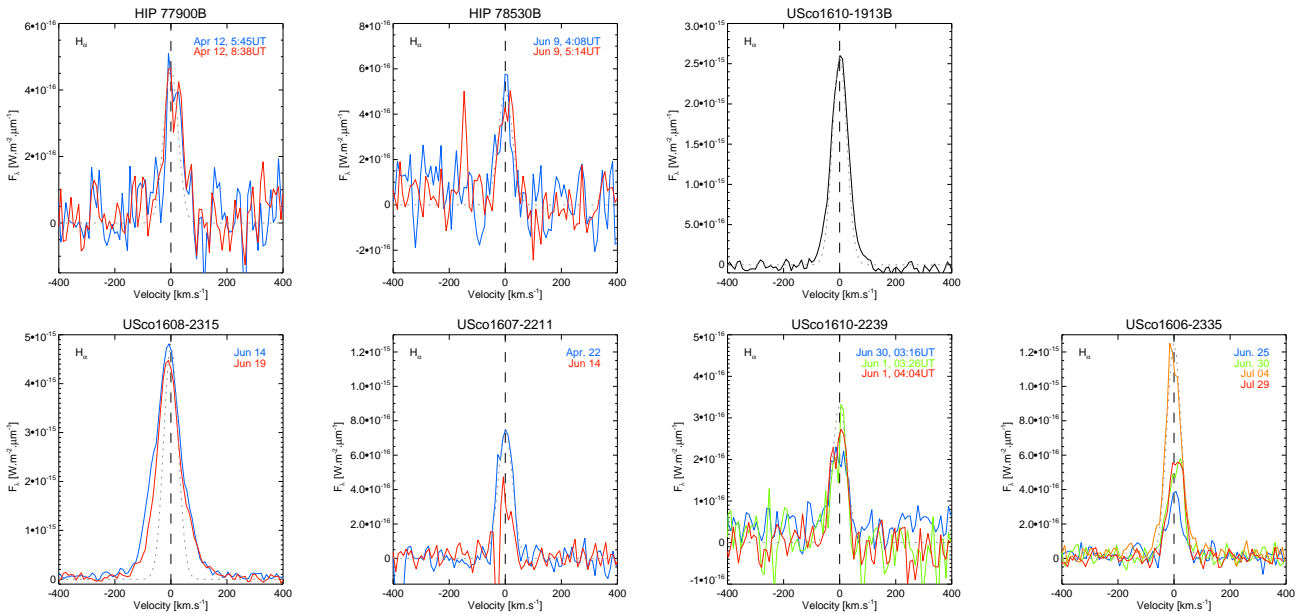 HIP 77900B
6•10⁻¹⁶
4•10⁻¹⁶
2•10⁻¹⁶
0
F_λ [W.m⁻².μm⁻¹]
H_α
Apr 12, 5:45UT
Apr 12, 8:38UT
-400 -200 0 200 400
Velocity [km.s⁻¹]
HIP 78530B
8•10⁻¹⁶
6•10⁻¹⁶
4•10⁻¹⁶
2•10⁻¹⁶
0
-2•10⁻¹⁶
F_λ [W.m⁻².μm⁻¹]
H_α
Jun 9, 4:08UT
Jun 9, 5:14UT
-400 -200 0 200 400
Velocity [km.s⁻¹]
USco1610-1913B
3.0•10⁻¹⁵
2.5•10⁻¹⁵
2.0•10⁻¹⁵
1.5•10⁻¹⁵
1.0•10⁻¹⁵
5.0•10⁻¹⁶
0
F_λ [W.m⁻².μm⁻¹]
H_α
-400 -200 0 200 400
Velocity [km.s⁻¹]
USco1608-2315
5•10⁻¹⁵
4•10⁻¹⁵
3•10⁻¹⁵
2•10⁻¹⁵
1•10⁻¹⁵
0
F_λ [W.m⁻².μm⁻¹]
H_α
Jun 14
Jun 19
-400 -200 0 200 400
Velocity [km.s⁻¹]
USco1607-2211
1.2•10⁻¹⁵
1.0•10⁻¹⁵
8.0•10⁻¹⁶
6.0•10⁻¹⁶
4.0•10⁻¹⁶
2.0•10⁻¹⁶
0
F_λ [W.m⁻².μm⁻¹]
H_α
Apr. 22
Jun 14
-400 -200 0 200 400
Velocity [km.s⁻¹]
USco1610-2239
5•10⁻¹⁶
4•10⁻¹⁶
3•10⁻¹⁶
2•10⁻¹⁶
1•10⁻¹⁶
0
-1•10⁻¹⁶
F_λ [W.m⁻².μm⁻¹]
H_α
Jun 30, 03:16UT
Jun 1, 03:26UT
Jun 1, 04:04UT
-400 -200 0 200 400
Velocity [km.s⁻¹]
USco1606-2335
1.2•10⁻¹⁵
1.0•10⁻¹⁵
8.0•10⁻¹⁶
6.0•10⁻¹⁶
4.0•10⁻¹⁶
2.0•10⁻¹⁶
0
F_λ [W.m⁻².μm⁻¹]
H_α
Jun. 25
Jun. 30
Jul 04
Jul 29
-400 -200 0 200 400
Velocity [km.s⁻¹]